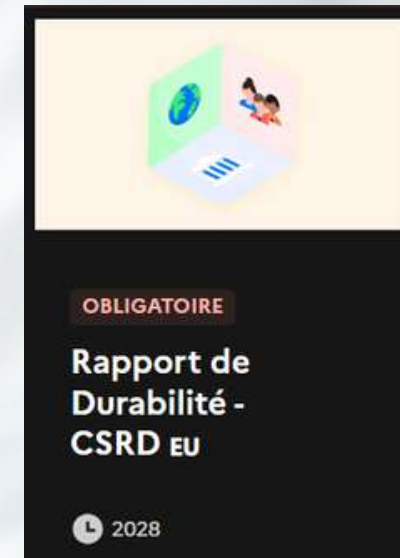 OBLIGATOIRE
Rapport de
Durabilité -
CSRD EU
2028